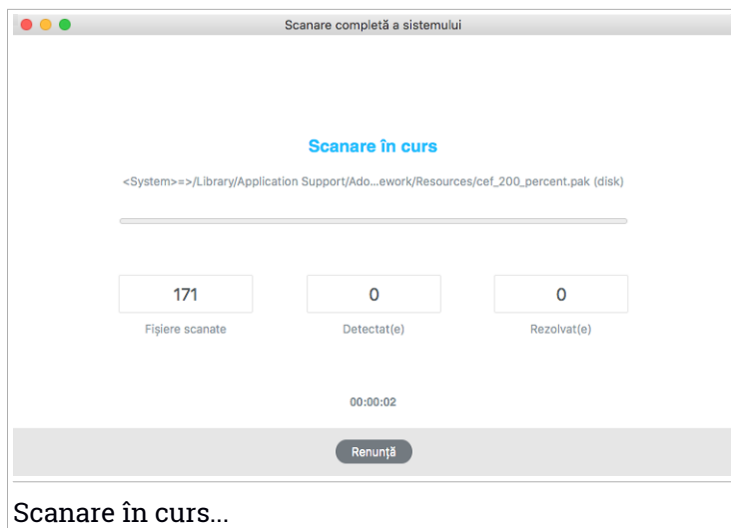 Scanare completă a sistemului
Scanare în curs
<System>=>/Library/Application Support/Ado...ework/Resources/cef_200_percent.pak (disk)
171 0 0
Fișiere scanate Detectat(e) Rezolvat(e)
00:00:02
Renunță
Scanare în curs...